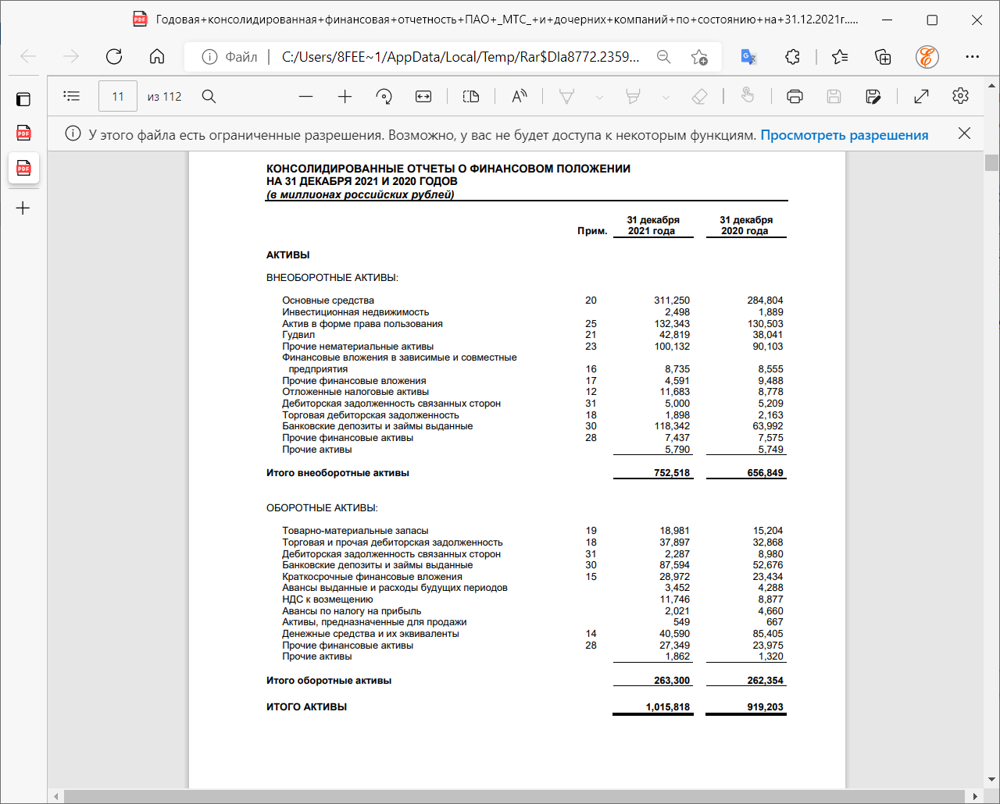 Годовая+консолидированная+финансовая+отчетность+ПАО+_МТС_+и+дочерних+компаний+по+состоянию+на+31.12.2021г.....
Файл C:/Users/8FEE~1/AppData/Local/Temp/Rar$DIa8772.2359...
11 из 112
У этого файла есть ограниченные разрешения. Возможно, у вас не будет доступа к некоторым функциям. Просмотреть разрешения
PDF
PDF
PDF
КОНСОЛИДИРОВАННЫЕ ОТЧЕТЫ О ФИНАНСОВОМ ПОЛОЖЕНИИ
НА 31 ДЕКАБРЯ 2021 И 2020 ГОДОВ
(в миллионах российских рублей)
31 декабря 31 декабря
Прим. 2021 года 2020 года
АКТИВЫ
ВНЕОБОРОТНЫЕ АКТИВЫ:
Основные средства 20 311,250 284,804
Инвестиционная недвижимость 2,498 1,889
Актив в форме права пользования 25 132,343 130,503
Гудвил 21 42,819 38,041
Прочие нематериальные активы 23 100,132 90,103
Финансовые вложения в зависимые и совместные
предприятия 16 8,735 8,555
Прочие финансовые вложения 17 4,591 9,488
Отложенные налоговые активы 12 11,683 8,778
Дебиторская задолженность связанных сторон 31 5,000 5,209
Торговая дебиторская задолженность 18 1,898 2,163
Банковские депозиты и займы выданные 30 118,342 63,992
Прочие финансовые активы 28 7,437 7,575
Прочие активы 5,790 5,749
Итого внеоборотные активы 752,518 656,849
ОБОРОТНЫЕ АКТИВЫ:
Товарно-материальные запасы 19 18,981 15,204
Торговая и прочая дебиторская задолженность 18 37,897 32,868
Дебиторская задолженность связанных сторон 31 2,287 8,980
Банковские депозиты и займы выданные 30 87,594 52,676
Краткосрочные финансовые вложения 15 28,972 23,434
Авансы выданные и расходы будущих периодов 3,452 4,288
НДС к возмещению 11,746 8,877
Авансы по налогу на прибыль 2,021 4,660
Активы, предназначенные для продажи 549 667
Денежные средства и их эквиваленты 14 40,590 85,405
Прочие финансовые активы 28 27,349 23,975
Прочие активы 1,862 1,320
Итого оборотные активы 263,300 262,354
ИТОГО АКТИВЫ 1,015,818 919,203